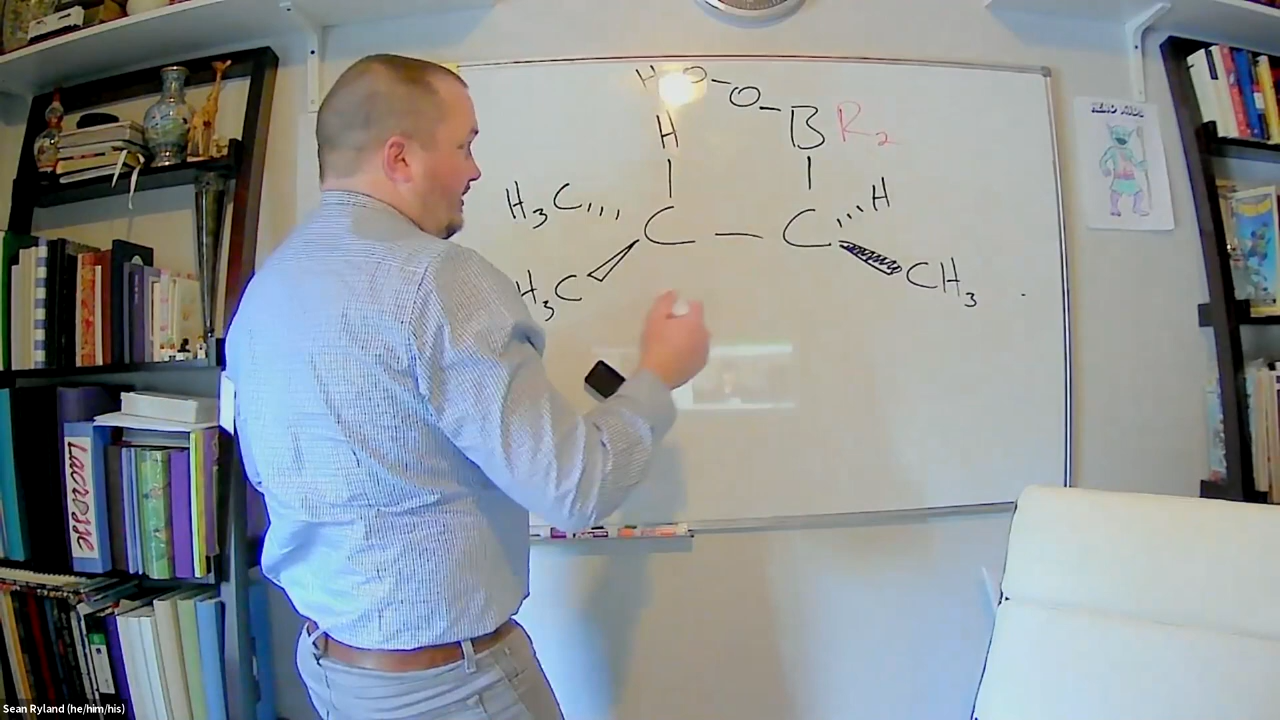 H O-O-B R2
H
H3C C - C H
H3C CH3
Lacrosse
Sean Ryland (he/him/his)